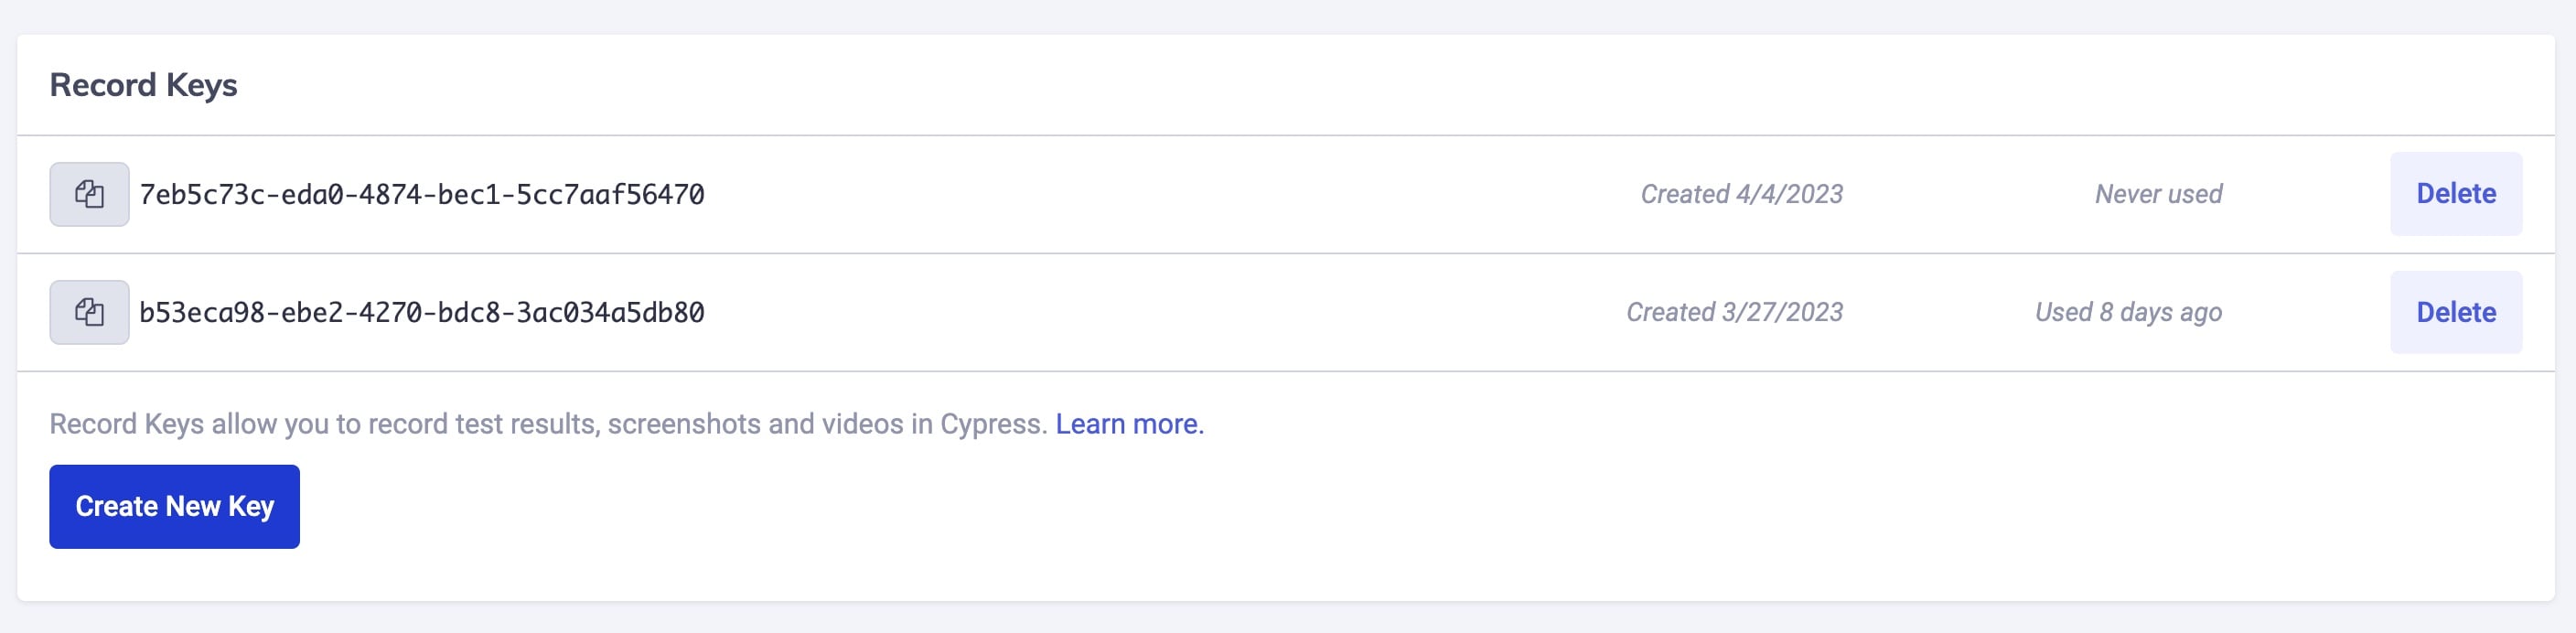 Record Keys
7eb5c73c-eda0-4874-bec1-5cc7aaf56470 Created 4/4/2023 Never used Delete
b53eca98-ebe2-4270-bdc8-3ac034a5db80 Created 3/27/2023 Used 8 days ago Delete
Record Keys allow you to record test results, screenshots and videos in Cypress. Learn more.
Create New Key